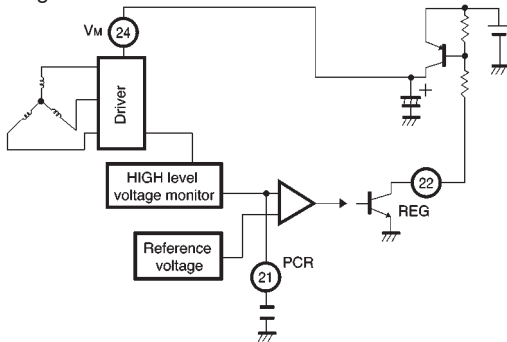 VM
24
Driver
HIGH level
voltage monitor
22
REG
Reference
voltage
PCR
21
+